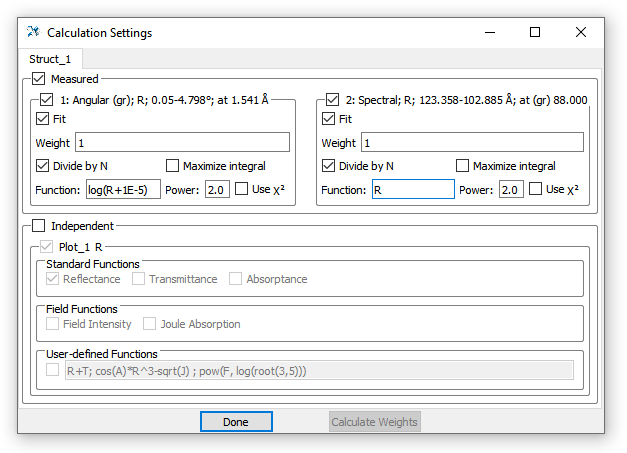 Calculation Settings
Struct_1
Measured
1: Angular (gr); R; 0.05-4.798°; at 1.541 Å
Fit
Weight 1
Divide by N Maximize integral
Function: log(R+1E-5) Power: 2.0 Use χ²
2: Spectral; R; 123.358-102.885 Å; at (gr) 88.000
Fit
Weight 1
Divide by N Maximize integral
Function: R Power: 2.0 Use χ²
Independent
Plot_1 R
Standard Functions
Reflectance Transmittance Absorptance
Field Functions
Field Intensity Joule Absorption
User-defined Functions
R+T; cos(A)*R^3-sqrt(J) ; pow(F, log(root(3,5)))
Done Calculate Weights